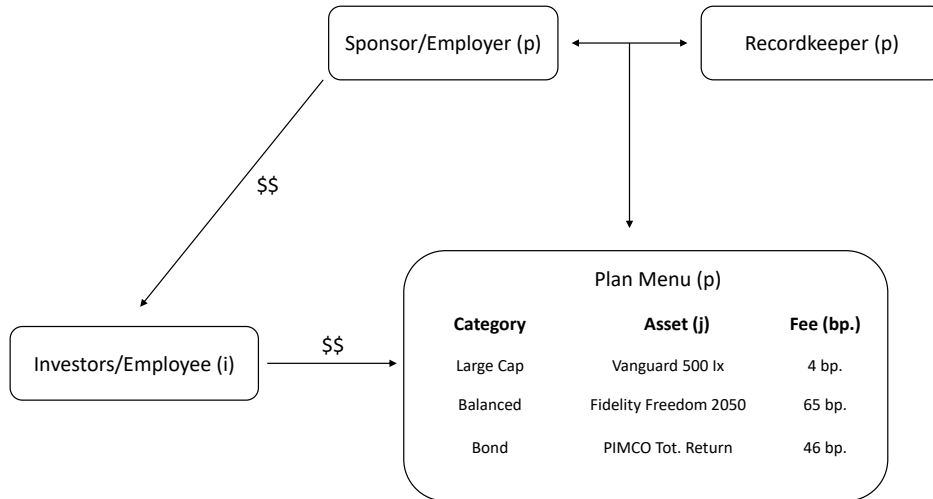 Sponsor/Employer (p)
Recordkeeper (p)
$$
Plan Menu (p)
Category Asset (j) Fee (bp.)
Investors/Employee (i)
$$
Large Cap Vanguard 500 Ix 4 bp.
Balanced Fidelity Freedom 2050 65 bp.
Bond PIMCO Tot. Return 46 bp.